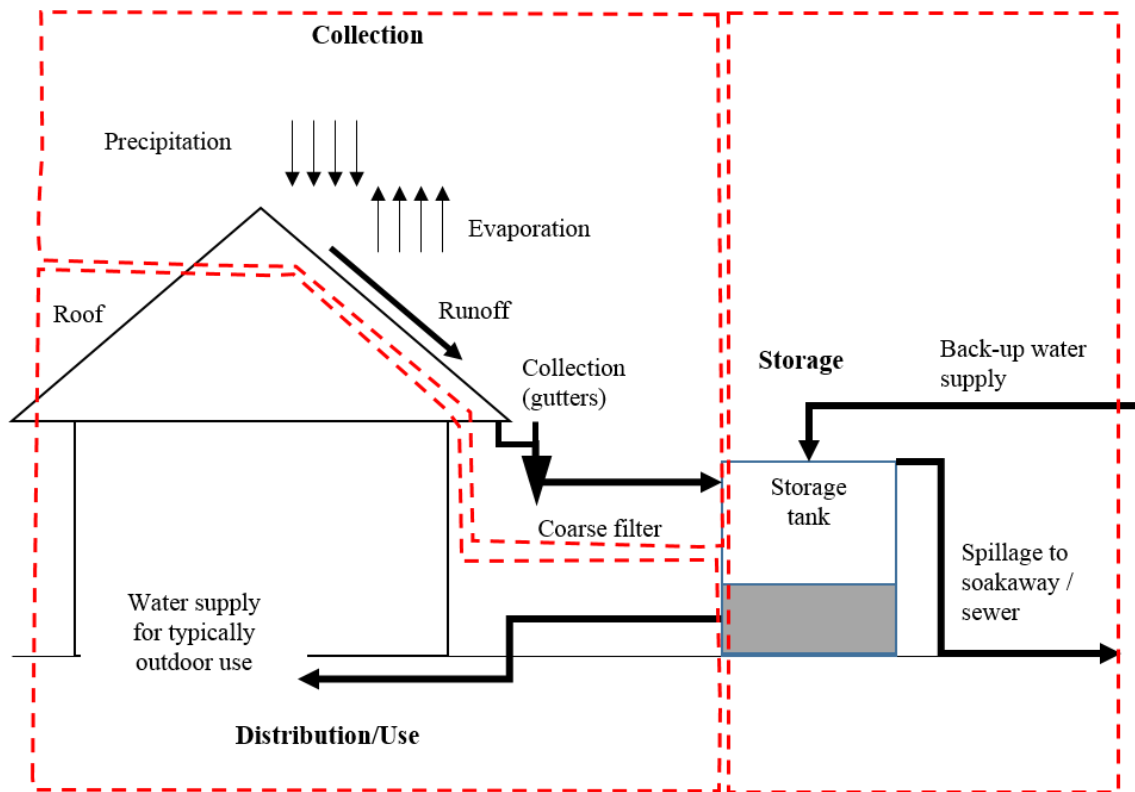 Collection
Precipitation
Evaporation
Roof
Runoff
Collection
(gutters)
Coarse filter
Storage
Back-up water
supply
Storage
tank
Spillage to
soakaway /
sewer
Water supply
for typically
outdoor use
Distribution/Use